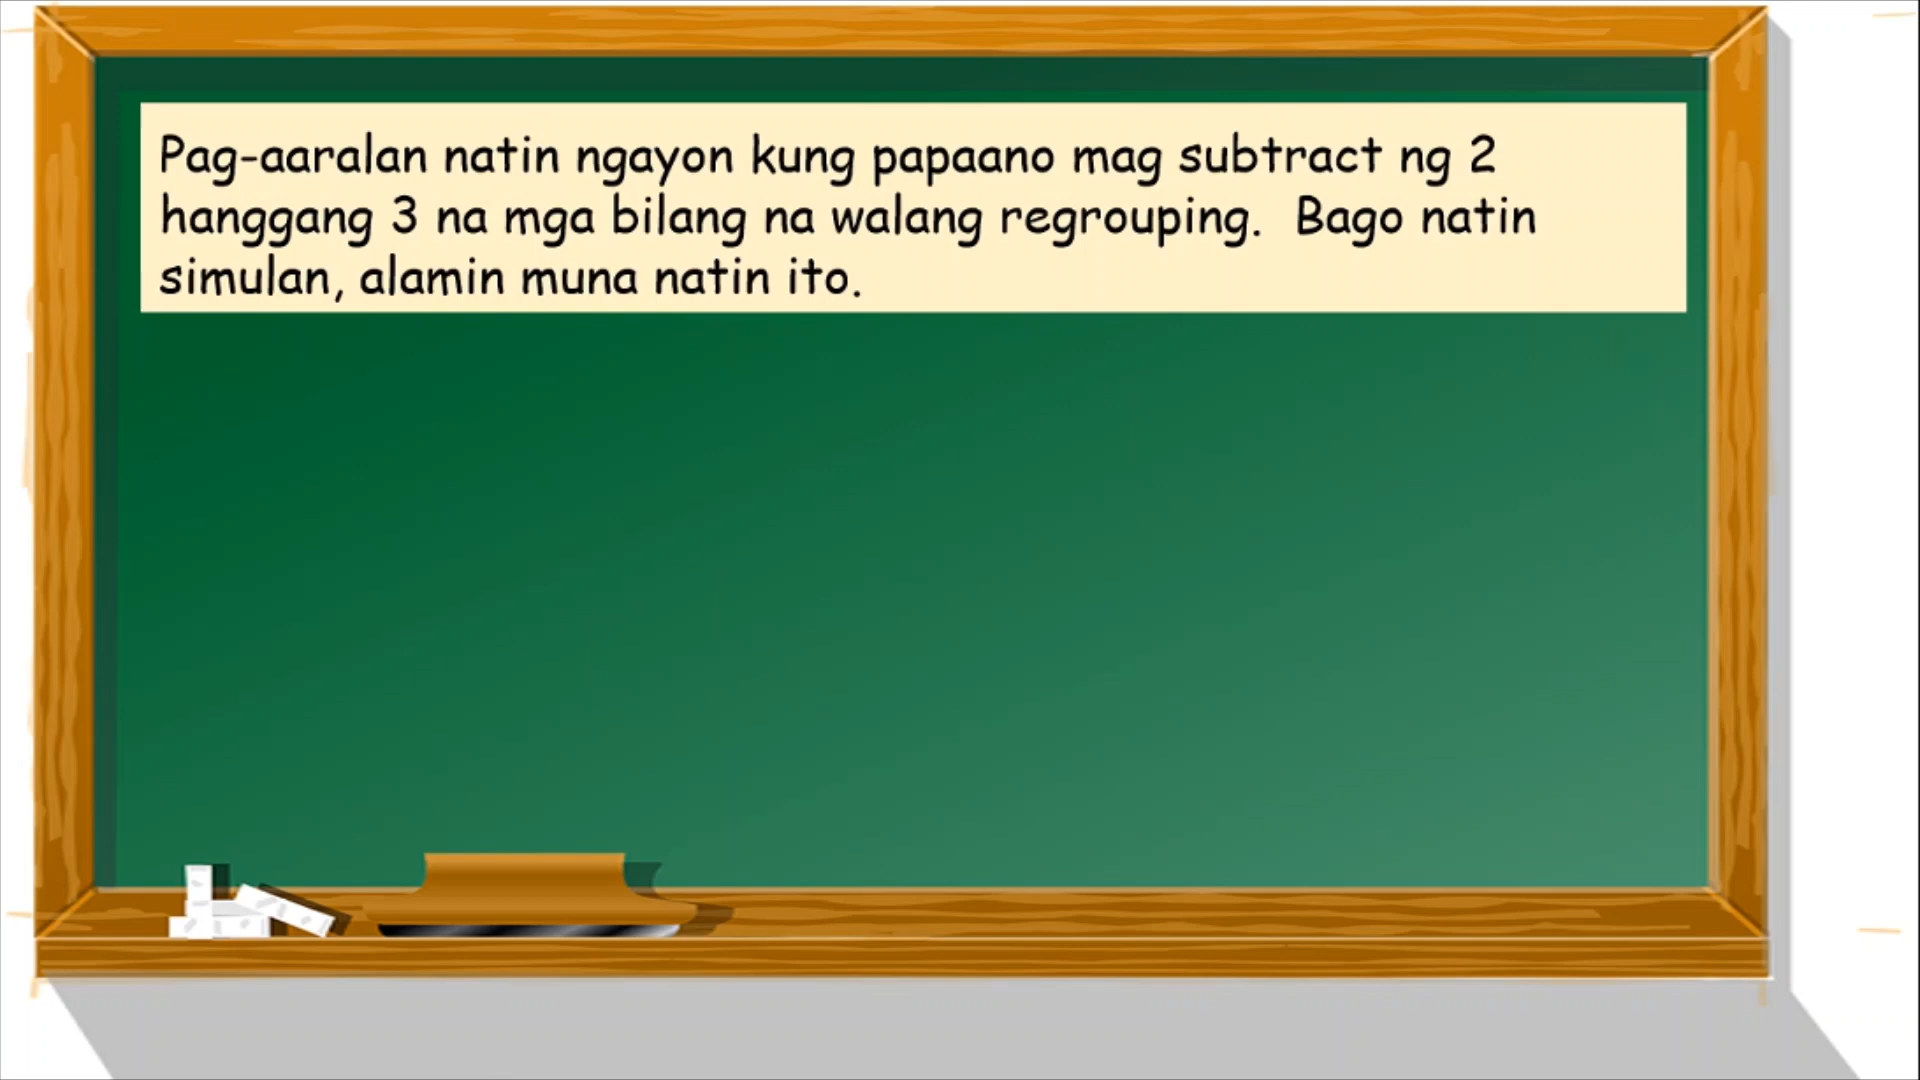 Pag-aaralan natin ngayon kung papaano mag subtract ng 2
hanggang 3 na mga bilang na walang regrouping.  Bago natin
simulan, alamin muna natin ito.